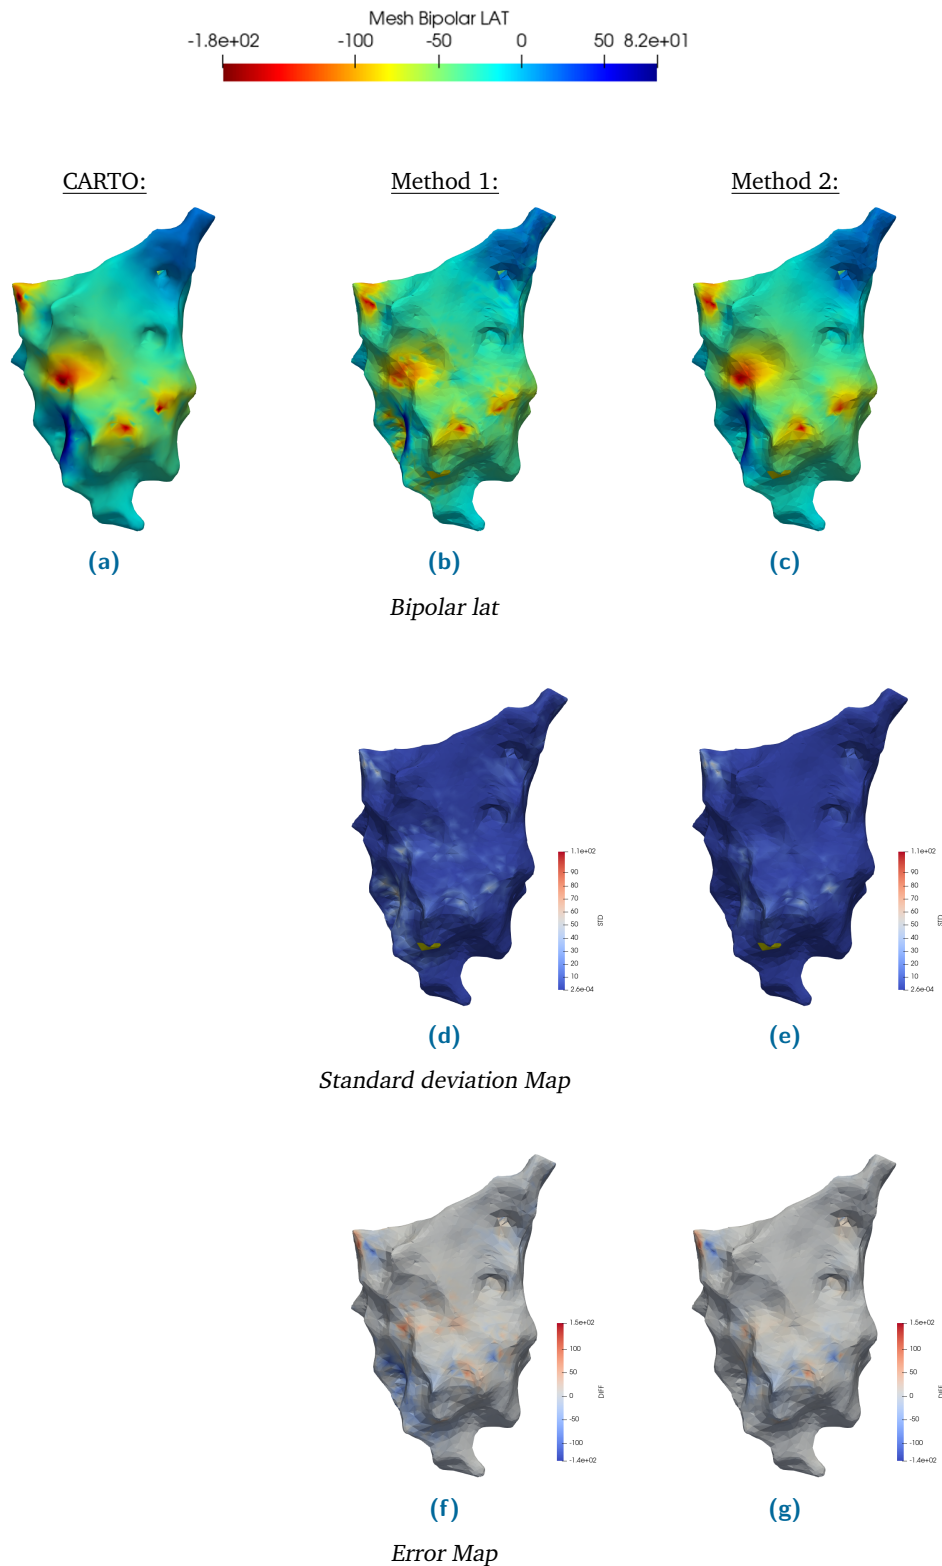 Mesh Bipolar LAT
-1.8e+02 -100 -50 0 50 8.2e+01
CARTO: Method 1: Method 2:
(a) (b) (c)
Bipolar lat
1.1e+02 1.1e+02
90 90
80 80
70 70
60 60
50 50
40 40
30 30
20 20
10 10
2.6e-04 2.6e-04
STD STD
(d) (e)
Standard deviation Map
1.5e+02 1.5e+02
100 100
50 50
0 0
-50 -50
-100 -100
-1.4e+02 -1.4e+02
DIFF DIFF
(f) (g)
Error Map